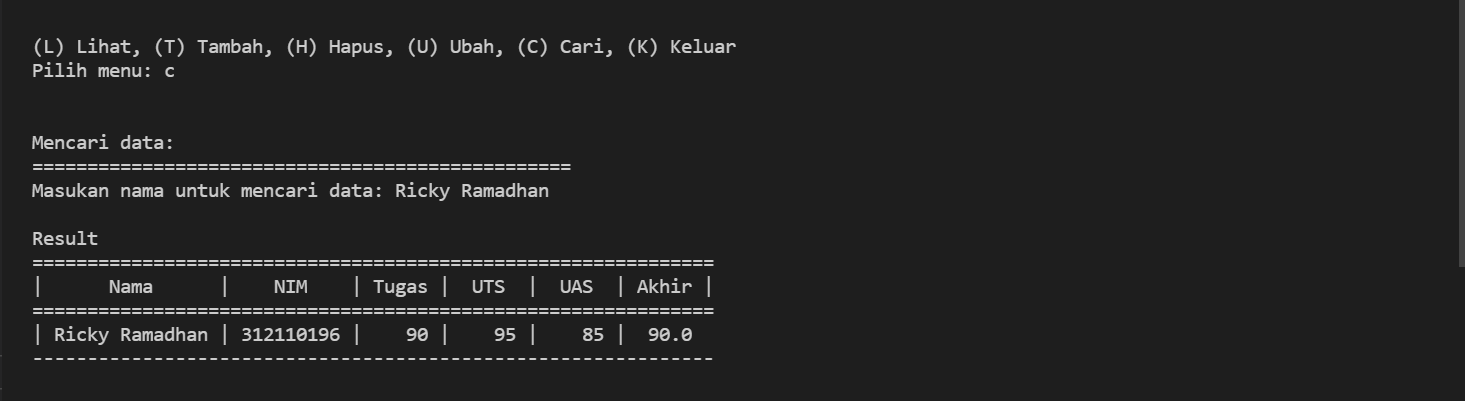 (L) Lihat, (T) Tambah, (H) Hapus, (U) Ubah, (C) Cari, (K) Keluar
Pilih menu: c
Mencari data:
=================================================
Masukan nama untuk mencari data: Ricky Ramadhan
Result
==============================================================
|      Nama      |    NIM    | Tugas |  UTS  |  UAS  | Akhir |
==============================================================
| Ricky Ramadhan | 312110196 |    90 |    95 |    85 |  90.0
--------------------------------------------------------------